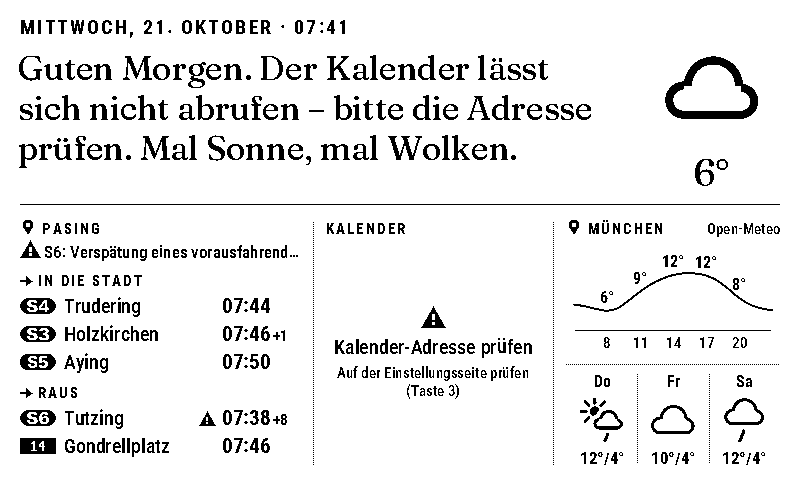 MITTWOCH, 21. OKTOBER · 07:41
Guten Morgen. Der Kalender lässt
sich nicht abrufen – bitte die Adresse
prüfen. Mal Sonne, mal Wolken.
6°
PASING
S6: Verspätung eines vorausfahrend…
→ IN DIE STADT
S4 Trudering 07:44
S3 Holzkirchen 07:46 +1
S5 Aying 07:50
→ RAUS
S6 Tutzing 07:38 +8
14 Gondrellplatz 07:46
KALENDER
Kalender-Adresse prüfen
Auf der Einstellungsseite prüfen
(Taste 3)
MÜNCHEN Open-Meteo
6° 9° 12° 12° 8°
8 11 14 17 20
Do Fr Sa
12°/4° 10°/4° 12°/4°